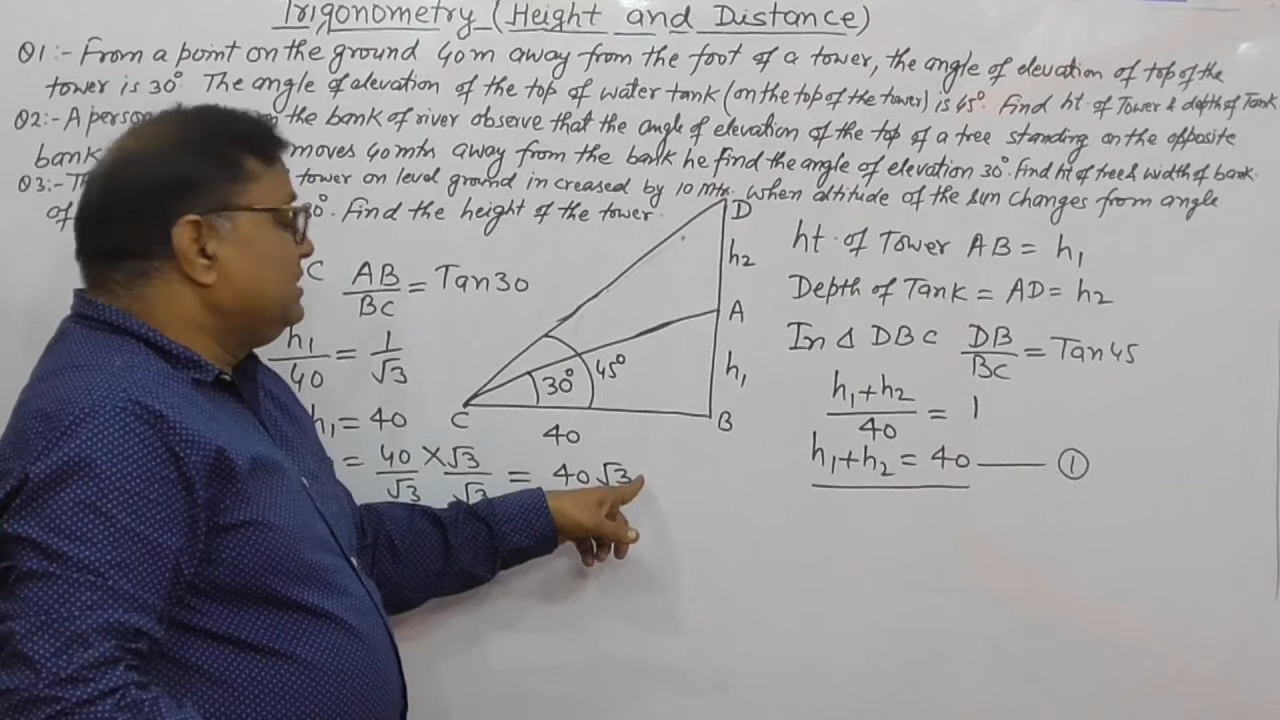 Trigonometry (Height and Distance)
Q1:- From a point on the ground 40m away from the foot of a tower, the angle of elevation of top of the
tower is 30° The angle of elevation of the top of water tank (on the top of the tower) is 45° Find ht of Tower & depth of Tank
Q2:- A person the bank of river observe that the angle of elevation of the top of a tree standing on the opposite
bank moves 40 mtrs away from the bank he find the angle of elevation 30° Find ht of tree & width of bank.
Q3:- tower on level ground increased by 10 mtrs. when altitude of the sun changes from angle
of 30°. Find the height of the tower.
C AB/BC = Tan30
h₁/40 = 1/√3
h₁ = 40
= 40/√3 × √3/√3 = 40√3
D
h₂
A
h₁
30° 45°
C
B
40
ht. of Tower AB = h₁
Depth of Tank = AD = h₂
In Δ DBC DB/BC = Tan45
h₁+h₂/40 = 1
h₁+h₂ = 40 —— ①